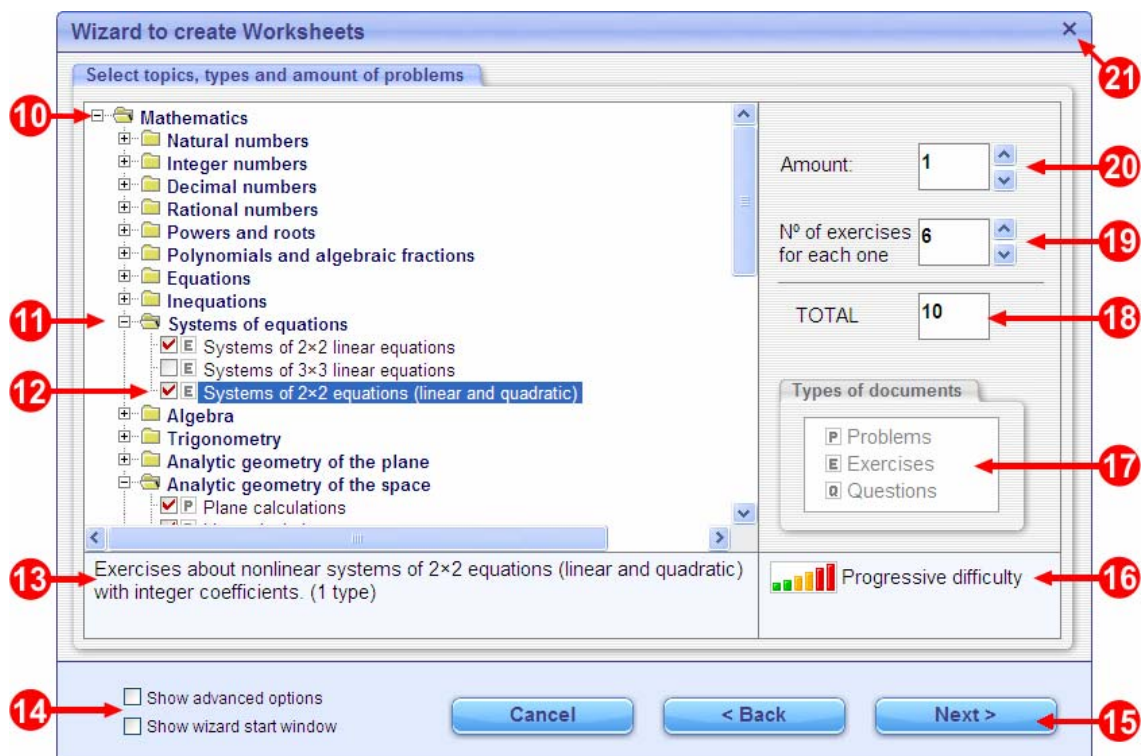 Wizard to create Worksheets
×
21
Select topics, types and amount of problems
10
Mathematics
Natural numbers
Integer numbers
Decimal numbers
Rational numbers
Powers and roots
Polynomials and algebraic fractions
Equations
Inequations
11
Systems of equations
E Systems of 2×2 linear equations
E Systems of 3×3 linear equations
12
E Systems of 2×2 equations (linear and quadratic)
Algebra
Trigonometry
Analytic geometry of the plane
Analytic geometry of the space
P Plane calculations
Amount: 1
20
Nº of exercises for each one 6
19
TOTAL 10
18
Types of documents
P Problems
E Exercises
Q Questions
17
13
Exercises about nonlinear systems of 2×2 equations (linear and quadratic)
with integer coefficients. (1 type)
Progressive difficulty
16
14
Show advanced options
Show wizard start window
Cancel
< Back
Next >
15